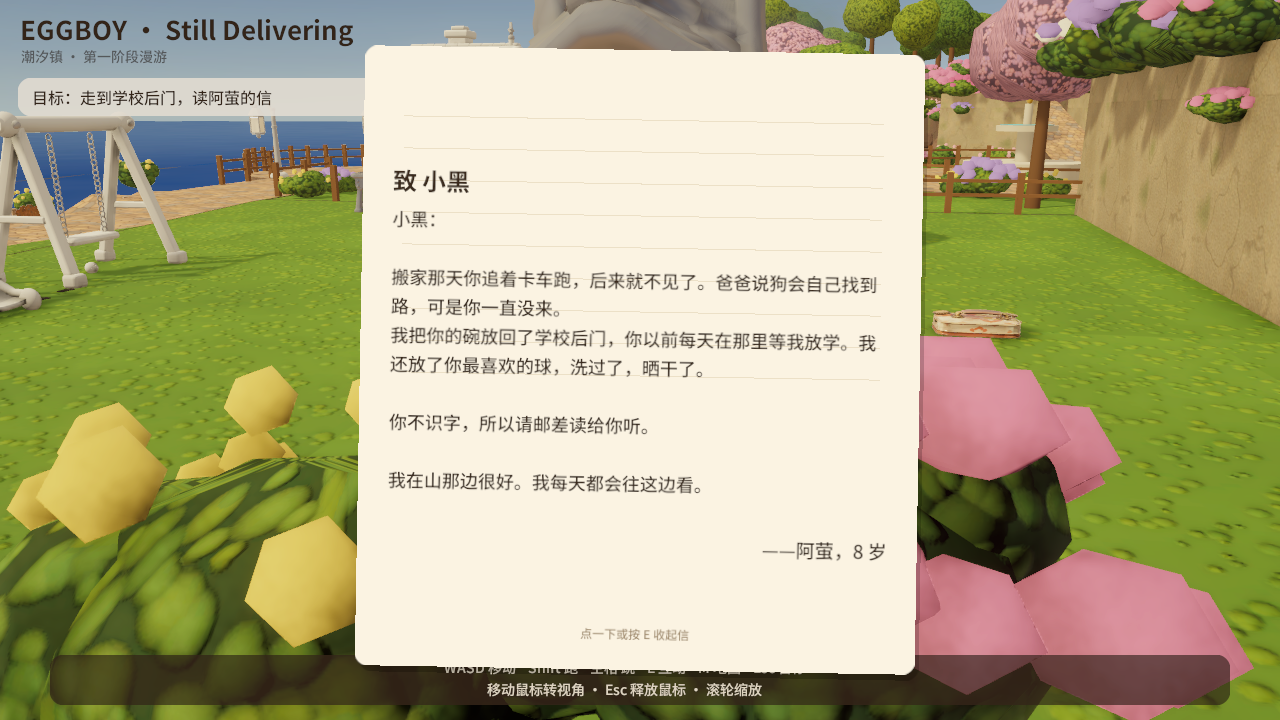 EGGBOY · Still Delivering
潮汐镇 · 第一阶段漫游
目标：走到学校后门，读阿萤的信
致 小黑
小黑：
搬家那天你追着卡车跑，后来就不见了。爸爸说狗会自己找到
路，可是你一直没来。
我把你的碗放回了学校后门，你以前每天在那里等我放学。我
还放了你最喜欢的球，洗过了，晒干了。
你不识字，所以请邮差读给你听。
我在山那边很好。我每天都会往这边看。
——阿萤，8 岁
点一下或按 E 收起信
WASD 移动
移动鼠标转视角 · Esc 释放鼠标 · 滚轮缩放